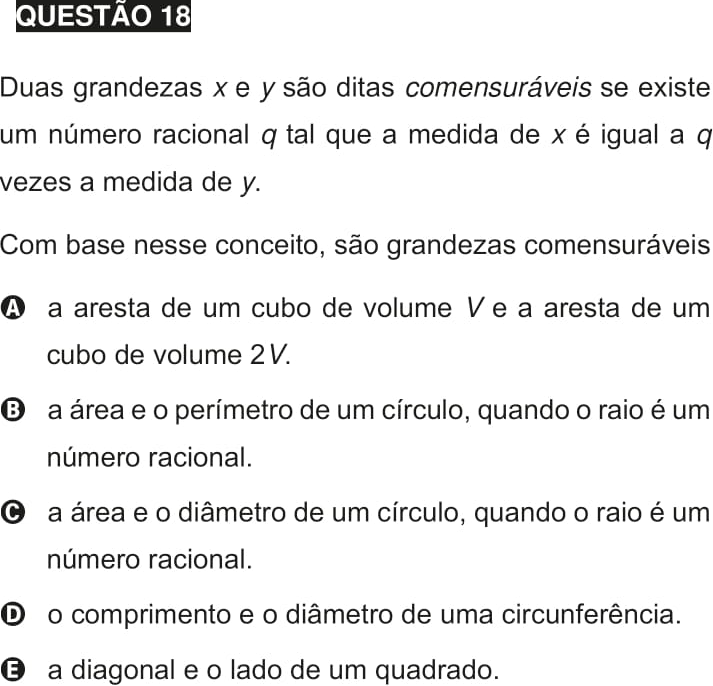 QUESTÃO 18
Duas grandezas x e y são ditas comensuráveis se existe
um número racional q tal que a medida de x é igual a q
vezes a medida de y.
Com base nesse conceito, são grandezas comensuráveis
A a aresta de um cubo de volume V e a aresta de um
cubo de volume 2V.
B a área e o perímetro de um círculo, quando o raio é um
número racional.
C a área e o diâmetro de um círculo, quando o raio é um
número racional.
D o comprimento e o diâmetro de uma circunferência.
E a diagonal e o lado de um quadrado.